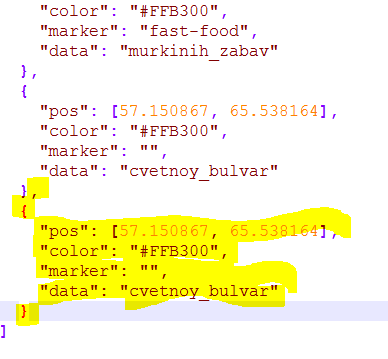 "color": "#FFB300",
"marker": "fast-food",
"data": "murkinih_zabav"
},
{
"pos": [57.150867, 65.538164],
"color": "#FFB300",
"marker": "",
"data": "cvetnoy_bulvar"
},
{
"pos": [57.150867, 65.538164],
"color": "#FFB300",
"marker": "",
"data": "cvetnoy_bulvar"
}
]